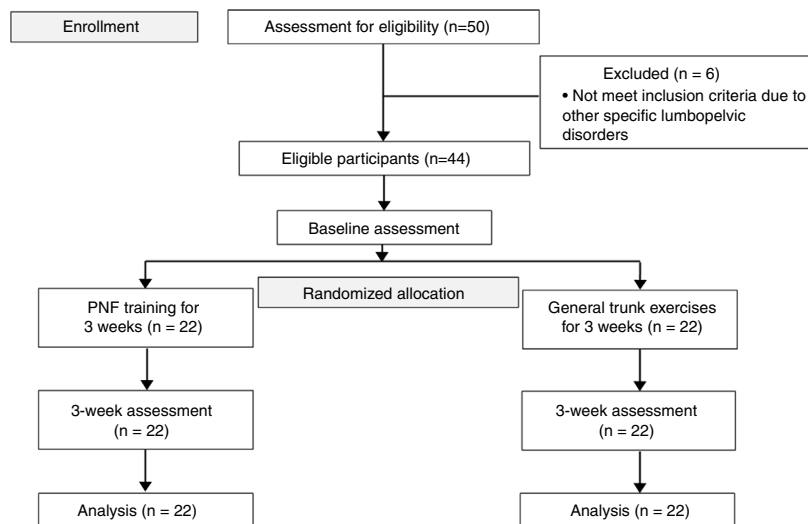 Enrollment
Assessment for eligibility (n=50)
Excluded (n = 6)
• Not meet inclusion criteria due to
other specific lumbopelvic
disorders
Eligible participants (n=44)
Baseline assessment
Randomized allocation
PNF training for
3 weeks (n = 22)
General trunk exercises
for 3 weeks (n = 22)
3-week assessment
(n = 22)
3-week assessment
(n = 22)
Analysis (n = 22)
Analysis (n = 22)